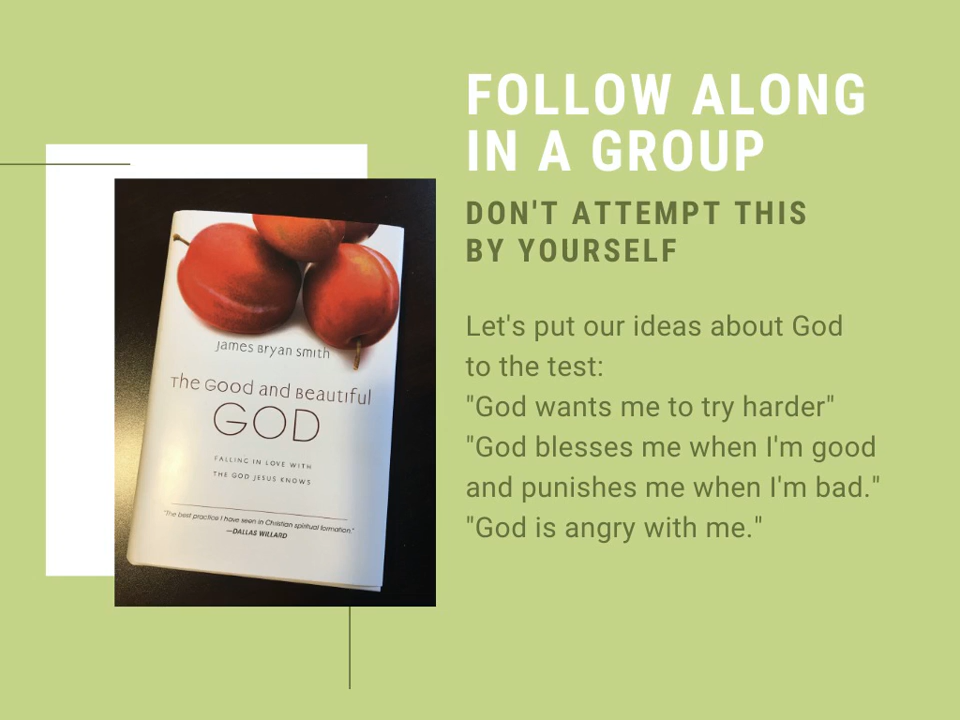 FOLLOW ALONG
IN A GROUP
DON'T ATTEMPT THIS
BY YOURSELF
Let's put our ideas about God
to the test:
"God wants me to try harder"
"God blesses me when I'm good
and punishes me when I'm bad."
"God is angry with me."
James Bryan Smith
The Good and Beautiful
GOD
FALLING IN LOVE WITH
THE GOD JESUS KNOWS
"The best practice I have seen in Christian spiritual formation."
—DALLAS WILLARD